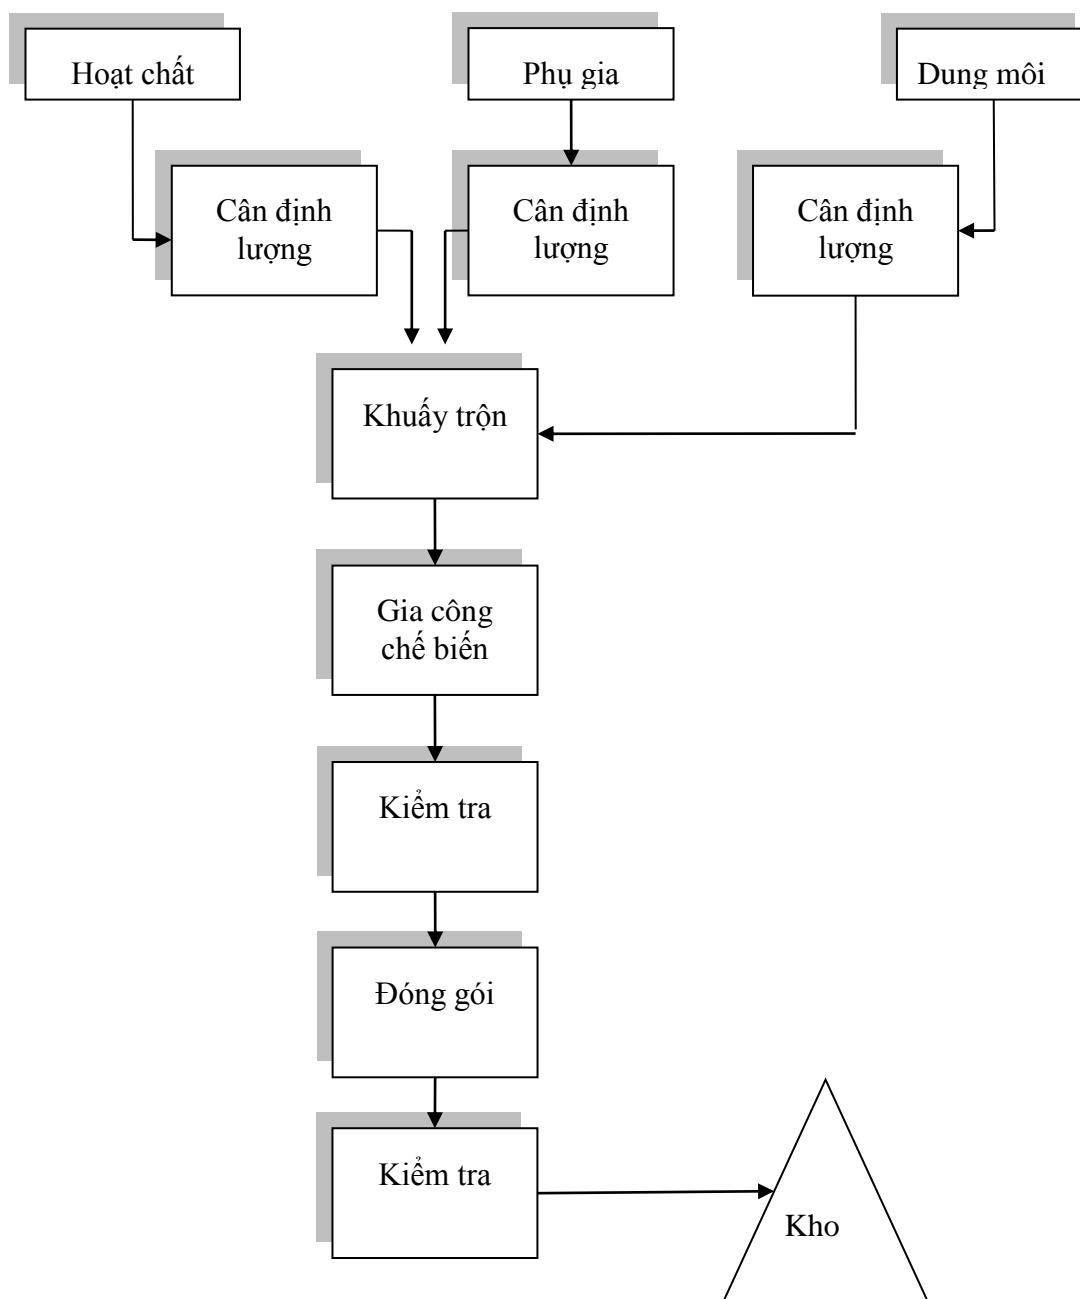 Hoạt chất
Phụ gia
Dung môi
Cân định
lượng
Cân định
lượng
Cân định
lượng
Khuấy trộn
Gia công
chế biến
Kiểm tra
Đóng gói
Kiểm tra
Kho